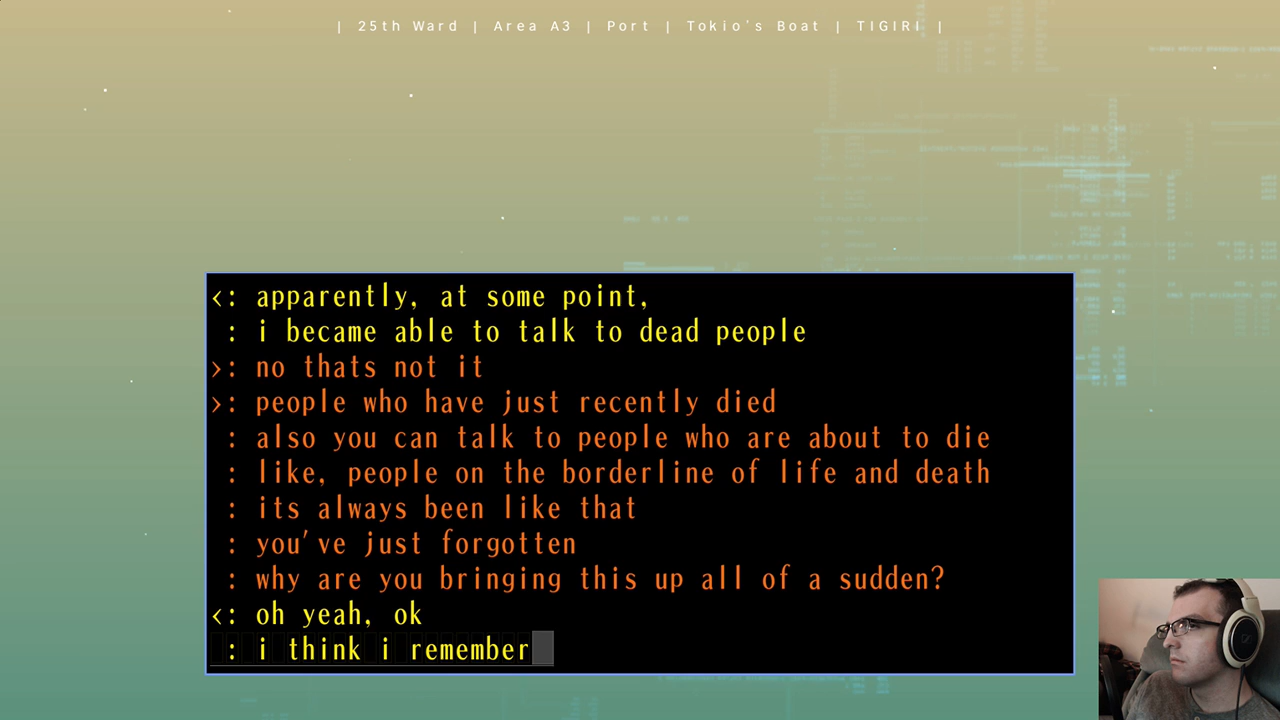 | 25th Ward | Area A3 | Port | Tokio's Boat | TIGIRI |
<: apparently, at some point,
: i became able to talk to dead people
>: no thats not it
>: people who have just recently died
: also you can talk to people who are about to die
: like, people on the borderline of life and death
: its always been like that
: you've just forgotten
: why are you bringing this up all of a sudden?
<: oh yeah, ok
: i think i remember